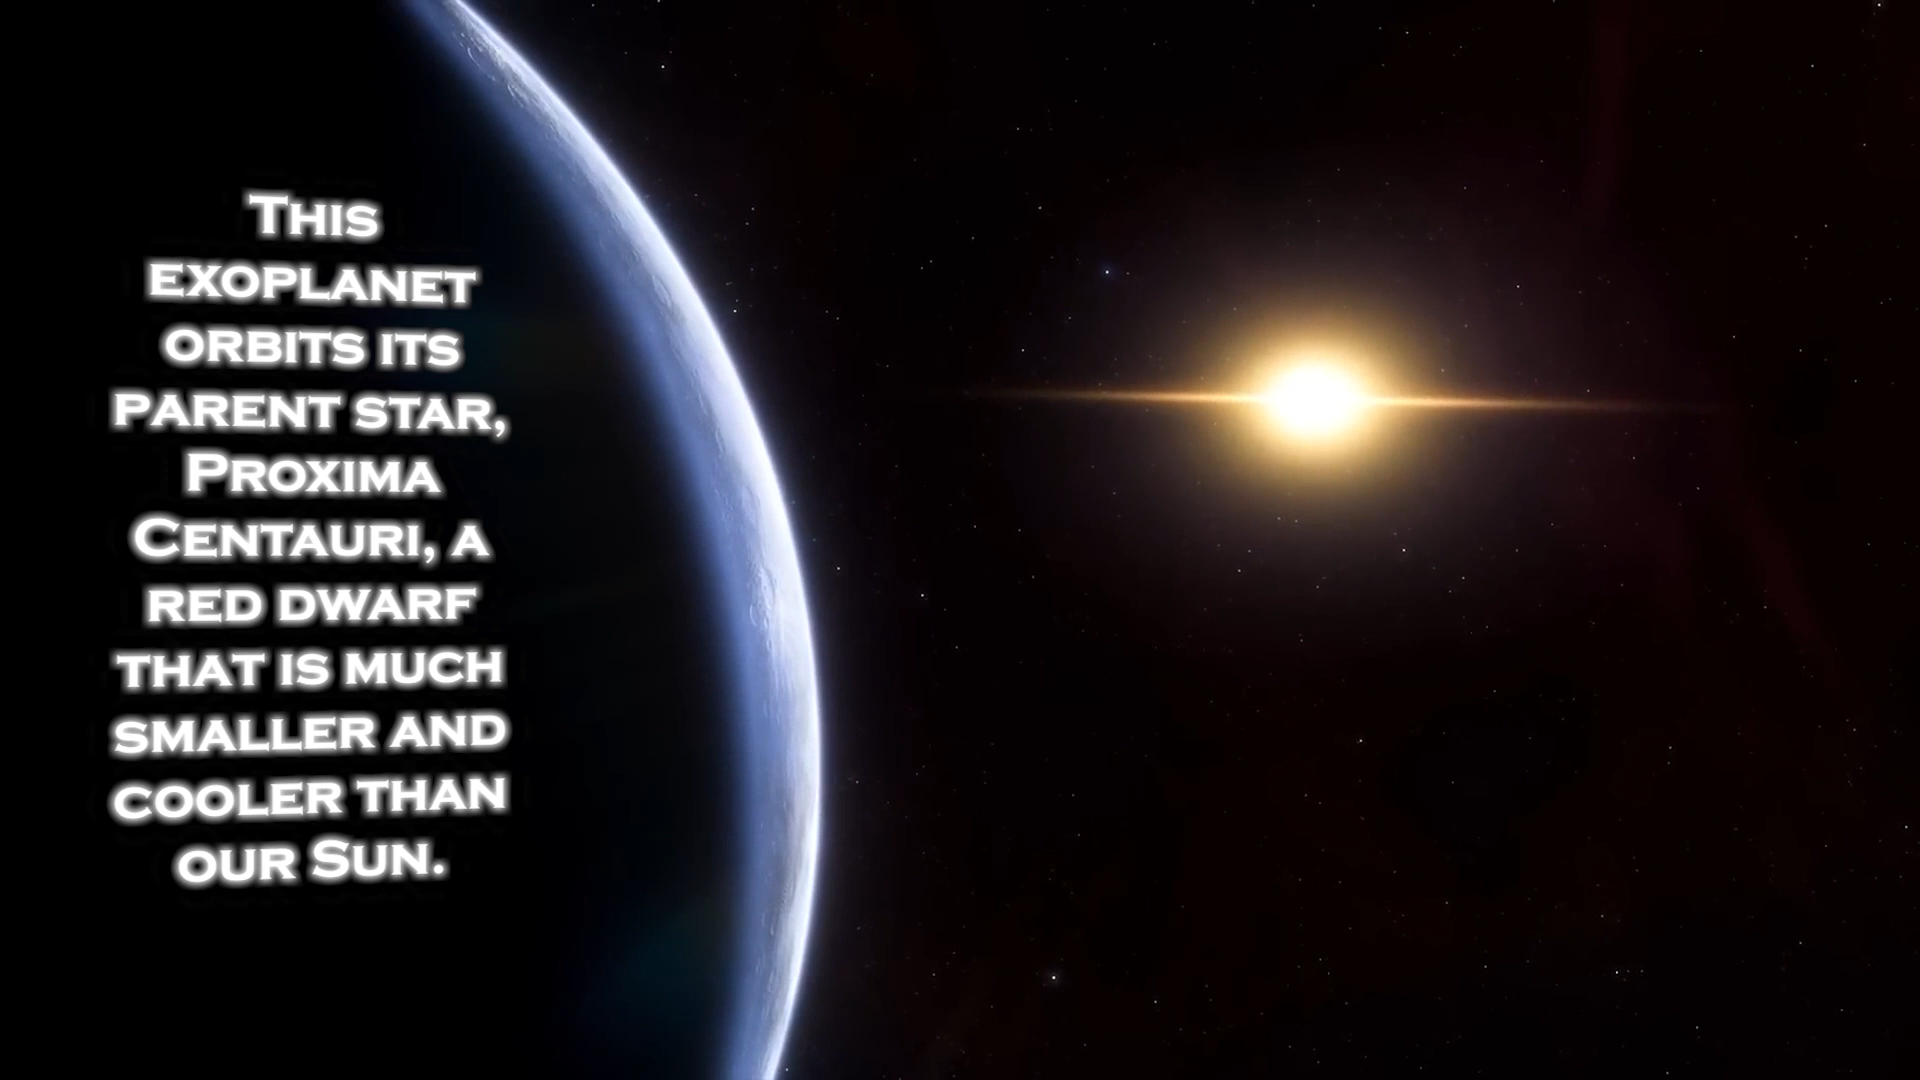 This
exoplanet
orbits its
parent star,
Proxima
Centauri, a
red dwarf
that is much
smaller and
cooler than
our Sun.